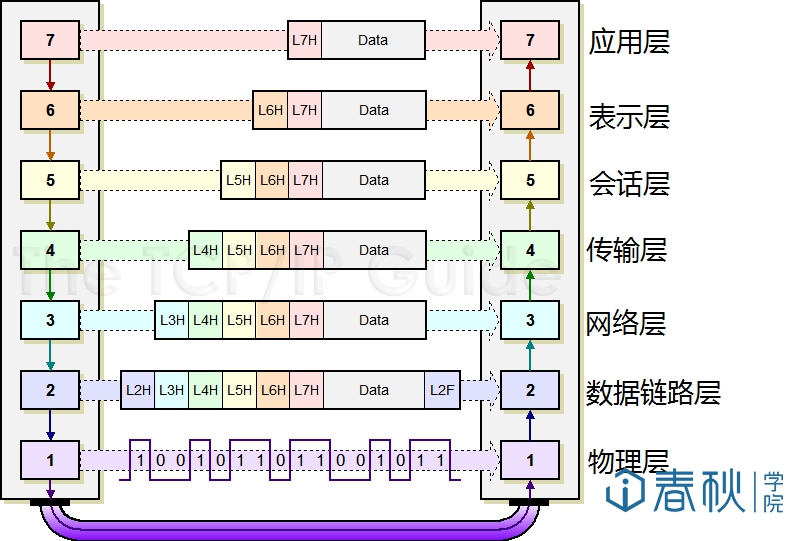 7 L7H Data 7 应用层
6 L6H L7H Data 6 表示层
5 L5H L6H L7H Data 5 会话层
The TCP/IP Guide
4 L4H L5H L6H L7H Data 4 传输层
3 L3H L4H L5H L6H L7H Data 3 网络层
2 L2H L3H L4H L5H L6H L7H Data L2F 2 数据链路层
1 1 0 0 1 0 1 1 0 1 1 0 0 1 0 1 1 1 物理层
春秋 学院